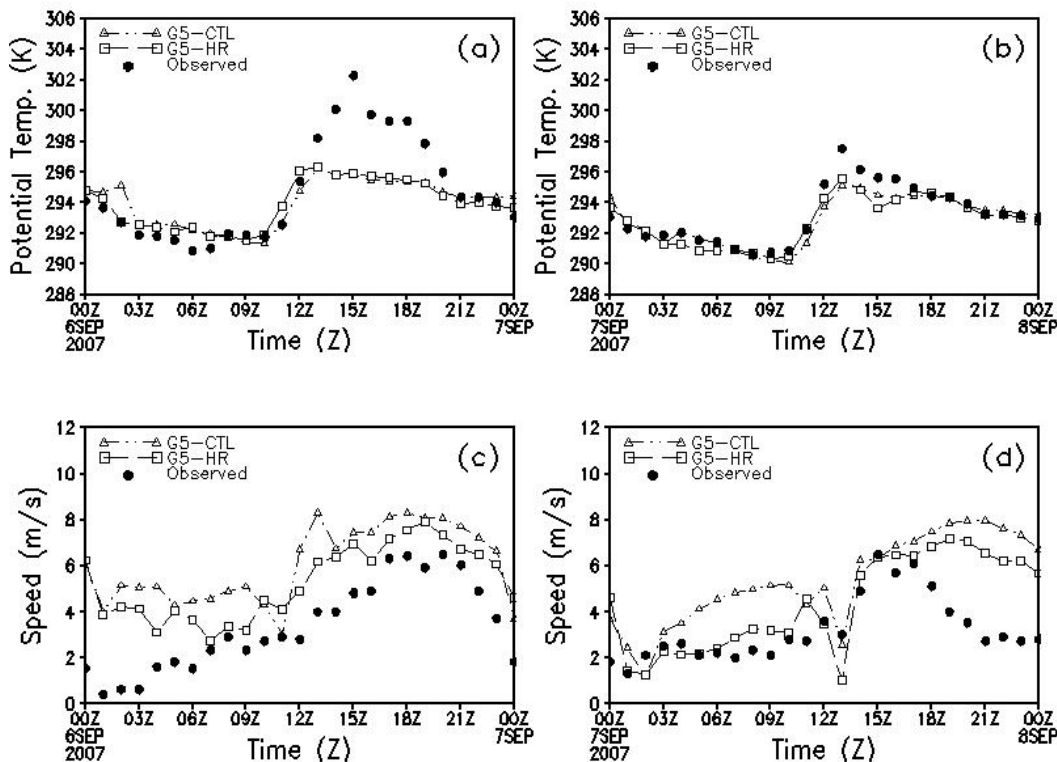 306
304
302
300
298
296
294
292
290
288
Potential Temp. (K)
G5-CTL
G5-HR
Observed
(a)
00Z 03Z 06Z 09Z 12Z 15Z 18Z 21Z 00Z
6SEP 7SEP
2007
Time (Z)
306
304
302
300
298
296
294
292
290
288
Potential Temp. (K)
G5-CTL
G5-HR
Observed
(b)
00Z 03Z 06Z 09Z 12Z 15Z 18Z 21Z 00Z
7SEP 8SEP
2007
Time (Z)
12
10
8
6
4
2
0
Speed (m/s)
G5-CTL
G5-HR
Observed
(c)
00Z 03Z 06Z 09Z 12Z 15Z 18Z 21Z 00Z
6SEP 7SEP
2007
Time (Z)
12
10
8
6
4
2
0
Speed (m/s)
G5-CTL
G5-HR
Observed
(d)
00Z 03Z 06Z 09Z 12Z 15Z 18Z 21Z 00Z
7SEP 8SEP
2007
Time (Z)